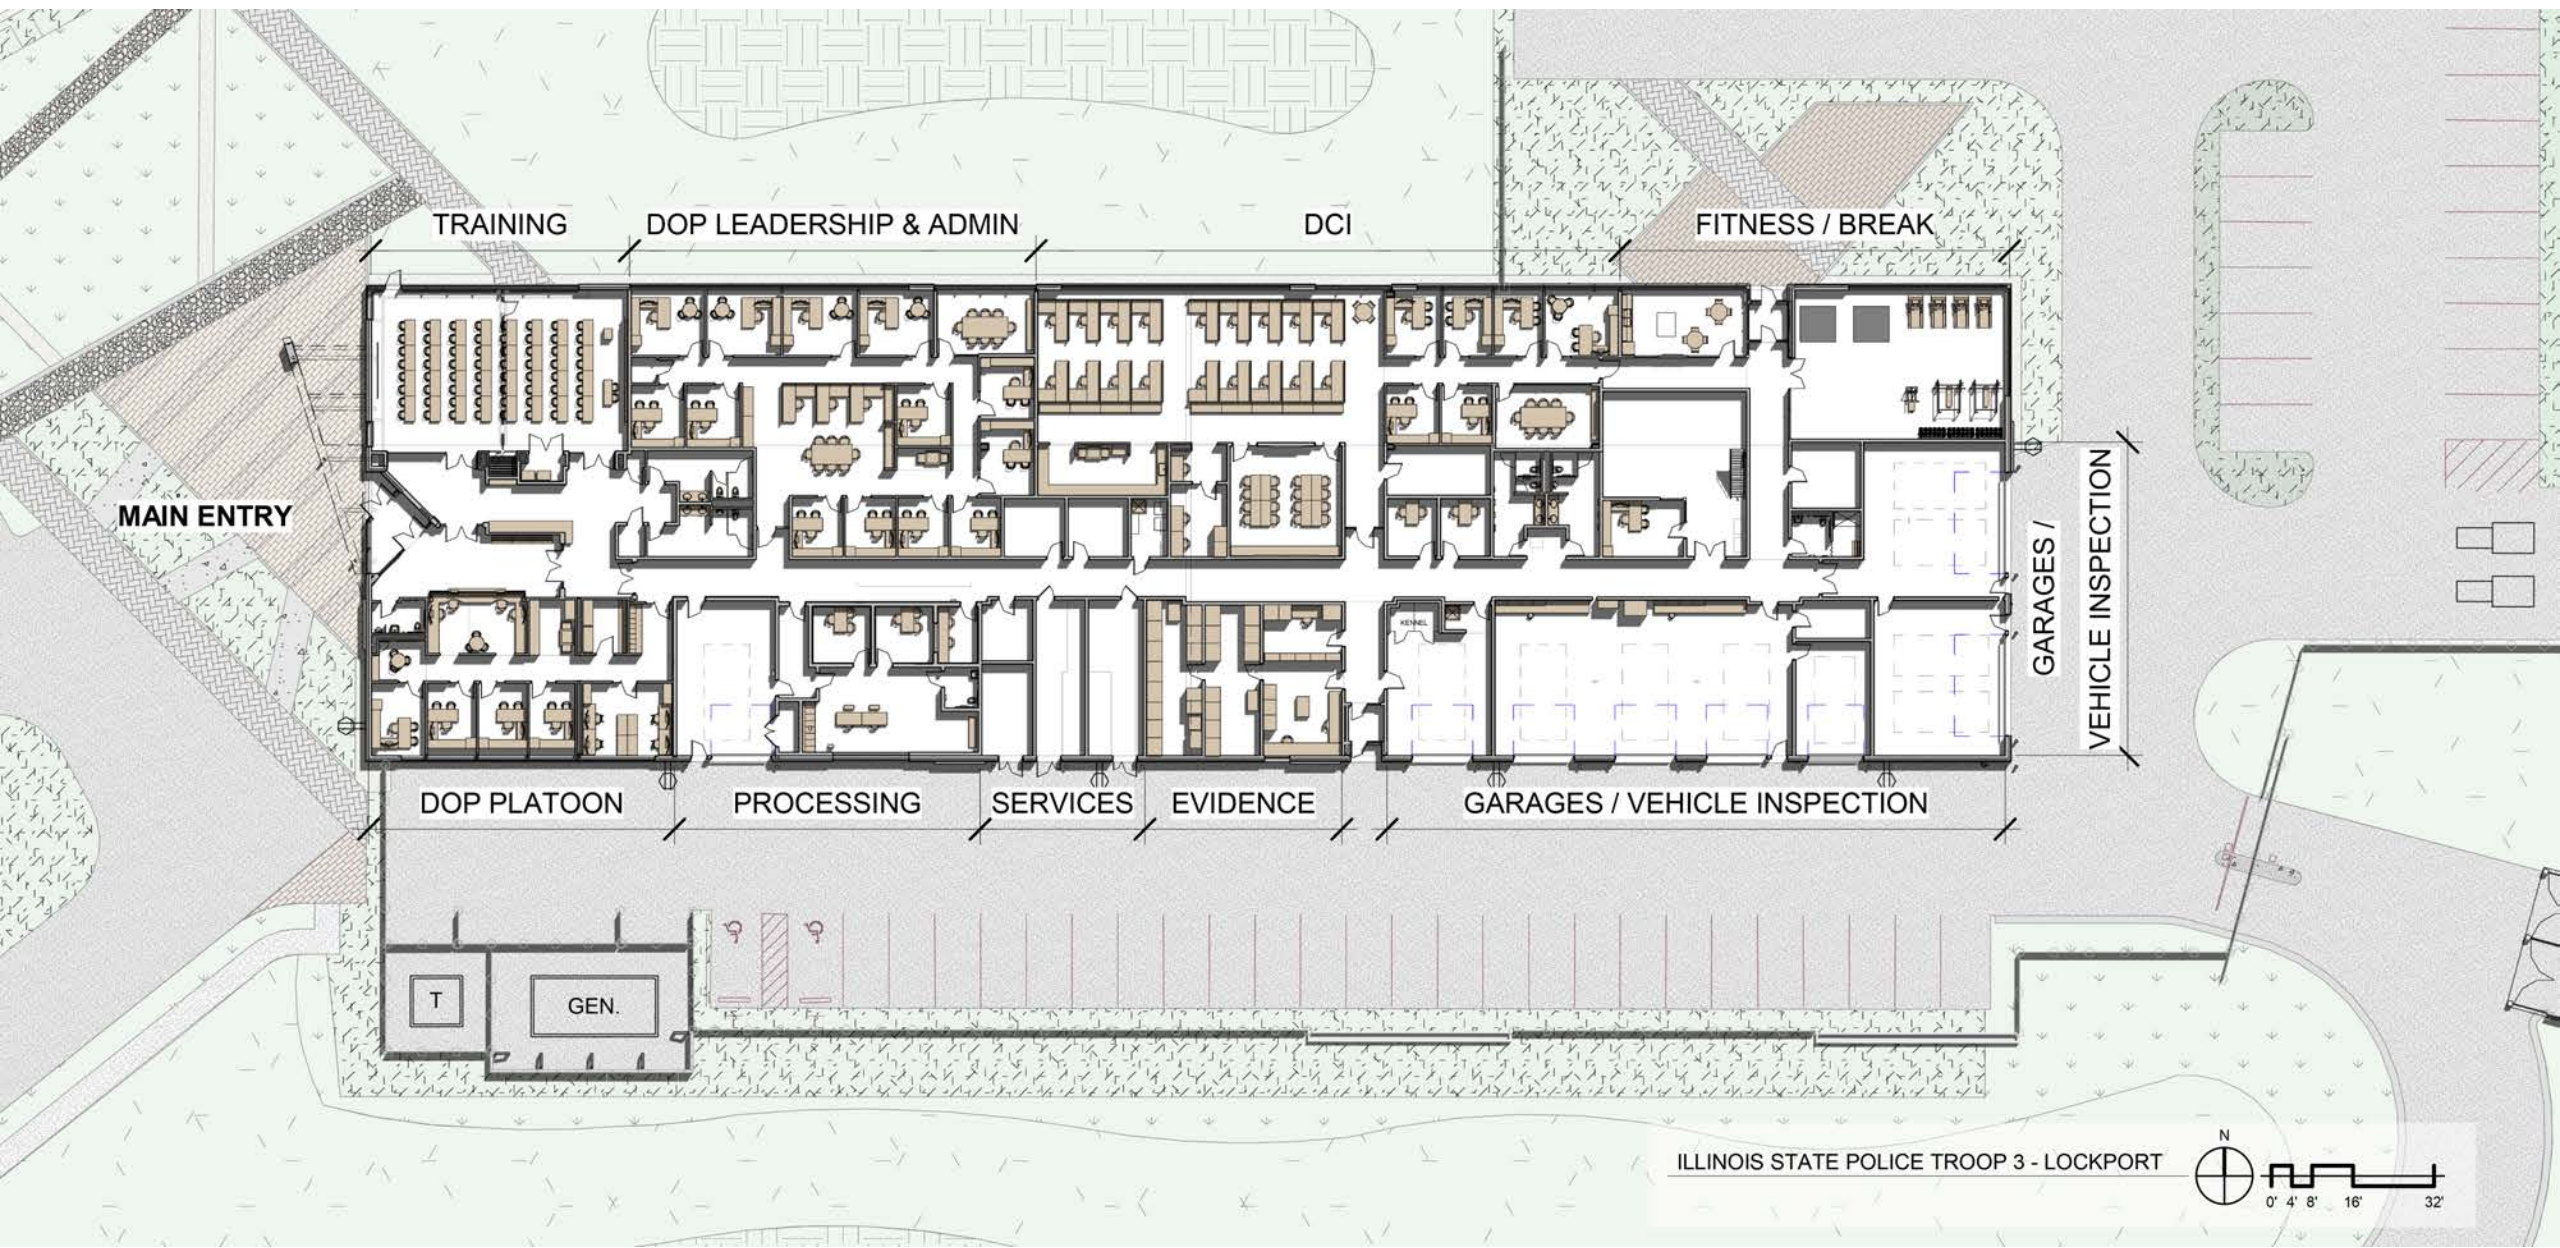 TRAINING
DOP LEADERSHIP & ADMIN
DCI
FITNESS / BREAK
MAIN ENTRY
GARAGES /
VEHICLE INSPECTION
KENNEL
DOP PLATOON
PROCESSING
SERVICES
EVIDENCE
GARAGES / VEHICLE INSPECTION
T
GEN.
ILLINOIS STATE POLICE TROOP 3 - LOCKPORT
N
0' 4' 8' 16' 32'